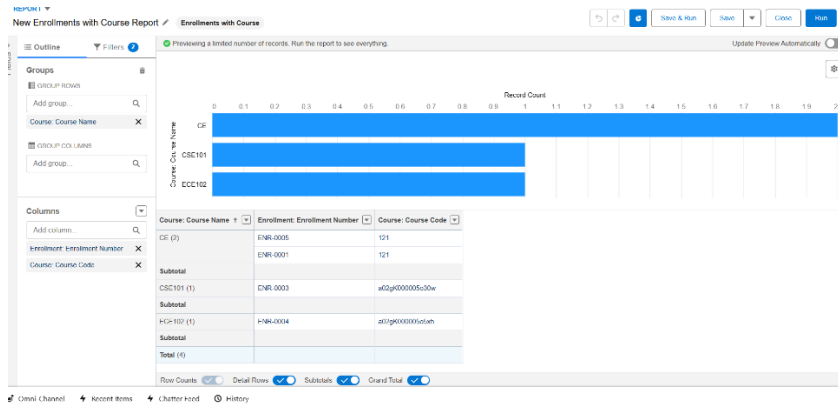 REPORT
New Enrollments with Course Report Enrollments with Course
Save & Run Save Close Run
Outline Filters 2
Previewing a limited number of records. Run the report to see everything. Update Preview Automatically
Groups
GROUP ROWS
Add group...
Course: Course Name
GROUP COLUMNS
Add group...
Columns
Add column...
Enrollment: Enrollment Number
Course: Course Code
Record Count
0 0.1 0.2 0.3 0.4 0.5 0.6 0.7 0.8 0.9 1 1.1 1.2 1.3 1.4 1.5 1.6 1.7 1.8 1.9 2
Course: Course Name
CE
CSE101
ECE102
Course: Course Name Enrollment: Enrollment Number Course: Course Code
CE (2) ENR-0005 121
ENR-0001 121
Subtotal
CSE101 (1) ENR-0003
Subtotal
ECE102 (1) ENR-0004
Subtotal
Total (4)
Row Counts Detail Rows Subtotals Grand Total
Omni-Channel Recent Items Chatter Feed History